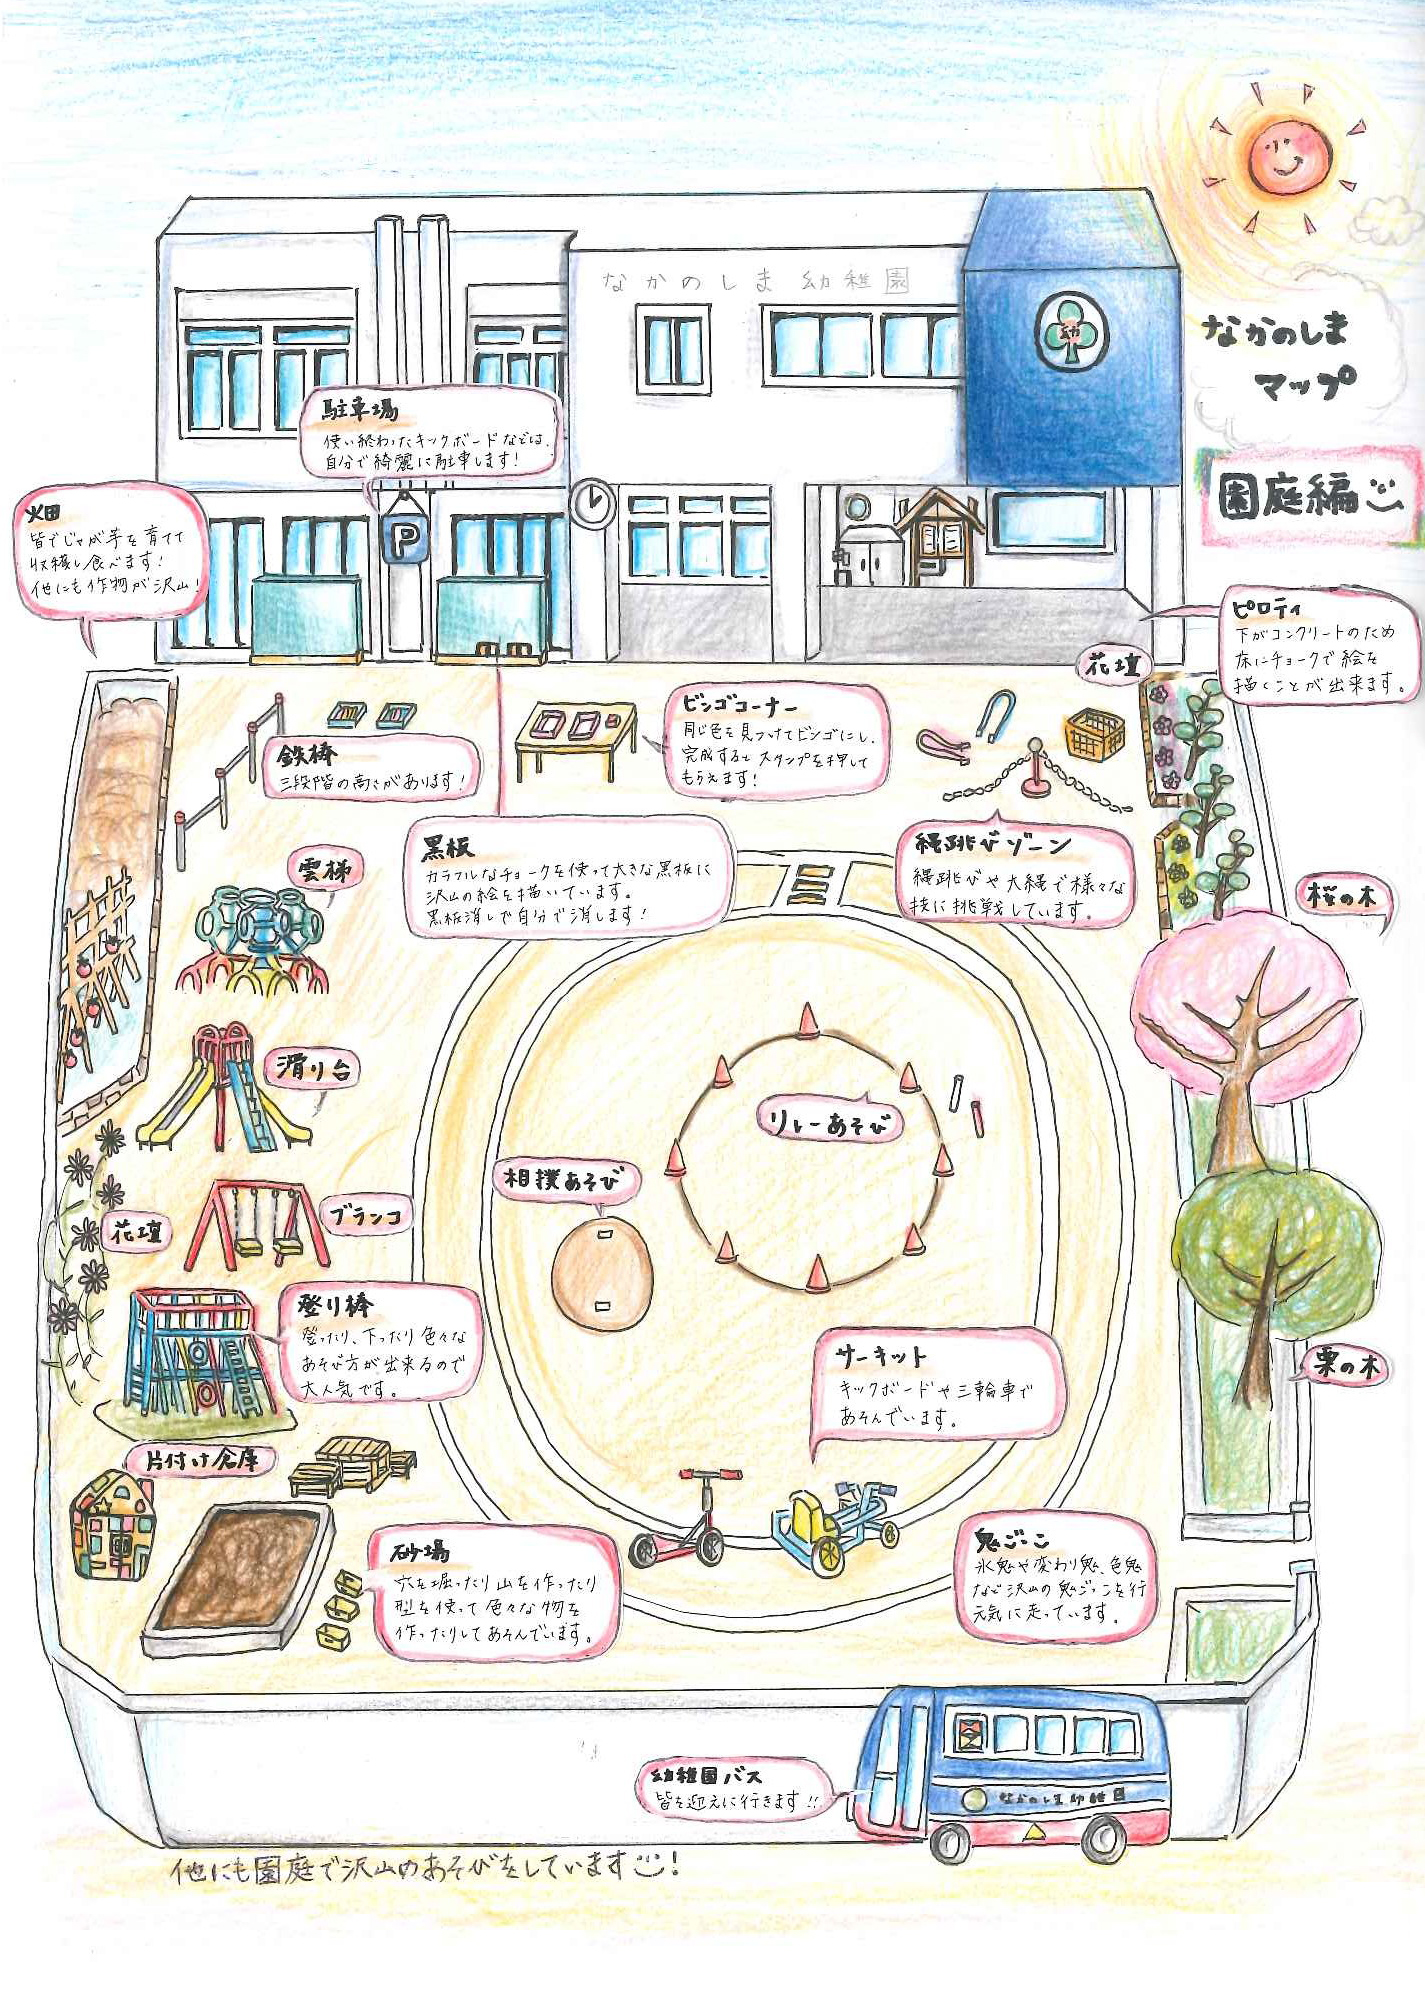 なかのしま幼稚園
幼
なかのしま
マップ
園庭編
駐車場
使い終わったキックボードなどは、
自分で綺麗に駐車します!
P
畑
皆でじゃが芋を育てて
収穫し食べます!
他にも作物が沢山!
ピロティ
下がコンクリートのため
床にチョークで絵を
描くことが出来ます。
花壇
鉄棒
三段階の高さがあります!
ビンゴコーナー
同じ色を見つけてビンゴにし、
完成するとスタンプを押して
もらえます!
黒板
カラフルなチョークを使って大きな黒板に
沢山の絵を描いています。
黒板消しで自分で消します!
縄跳びゾーン
縄跳びや大縄で様々な
技に挑戦しています。
雲梯
桜の木
滑り台
リレーあそび
相撲あそび
花壇
ブランコ
登り棒
登ったり、下ったり色々な
あそび方が出来るので
大人気です。
サーキット
キックボードや三輪車で
あそんでいます。
栗の木
片付け倉庫
砂場
穴を掘ったり山を作ったり
型を使って色々な物を
作ったりしてあそんでいます。
鬼ごっこ
氷鬼や変わり鬼、色鬼
など沢山の鬼ごっこを行い
元気に走っています。
幼稚園バス
皆を迎えに行きます!!
なかのしま幼稚園
他にも園庭で沢山のあそびをしています!